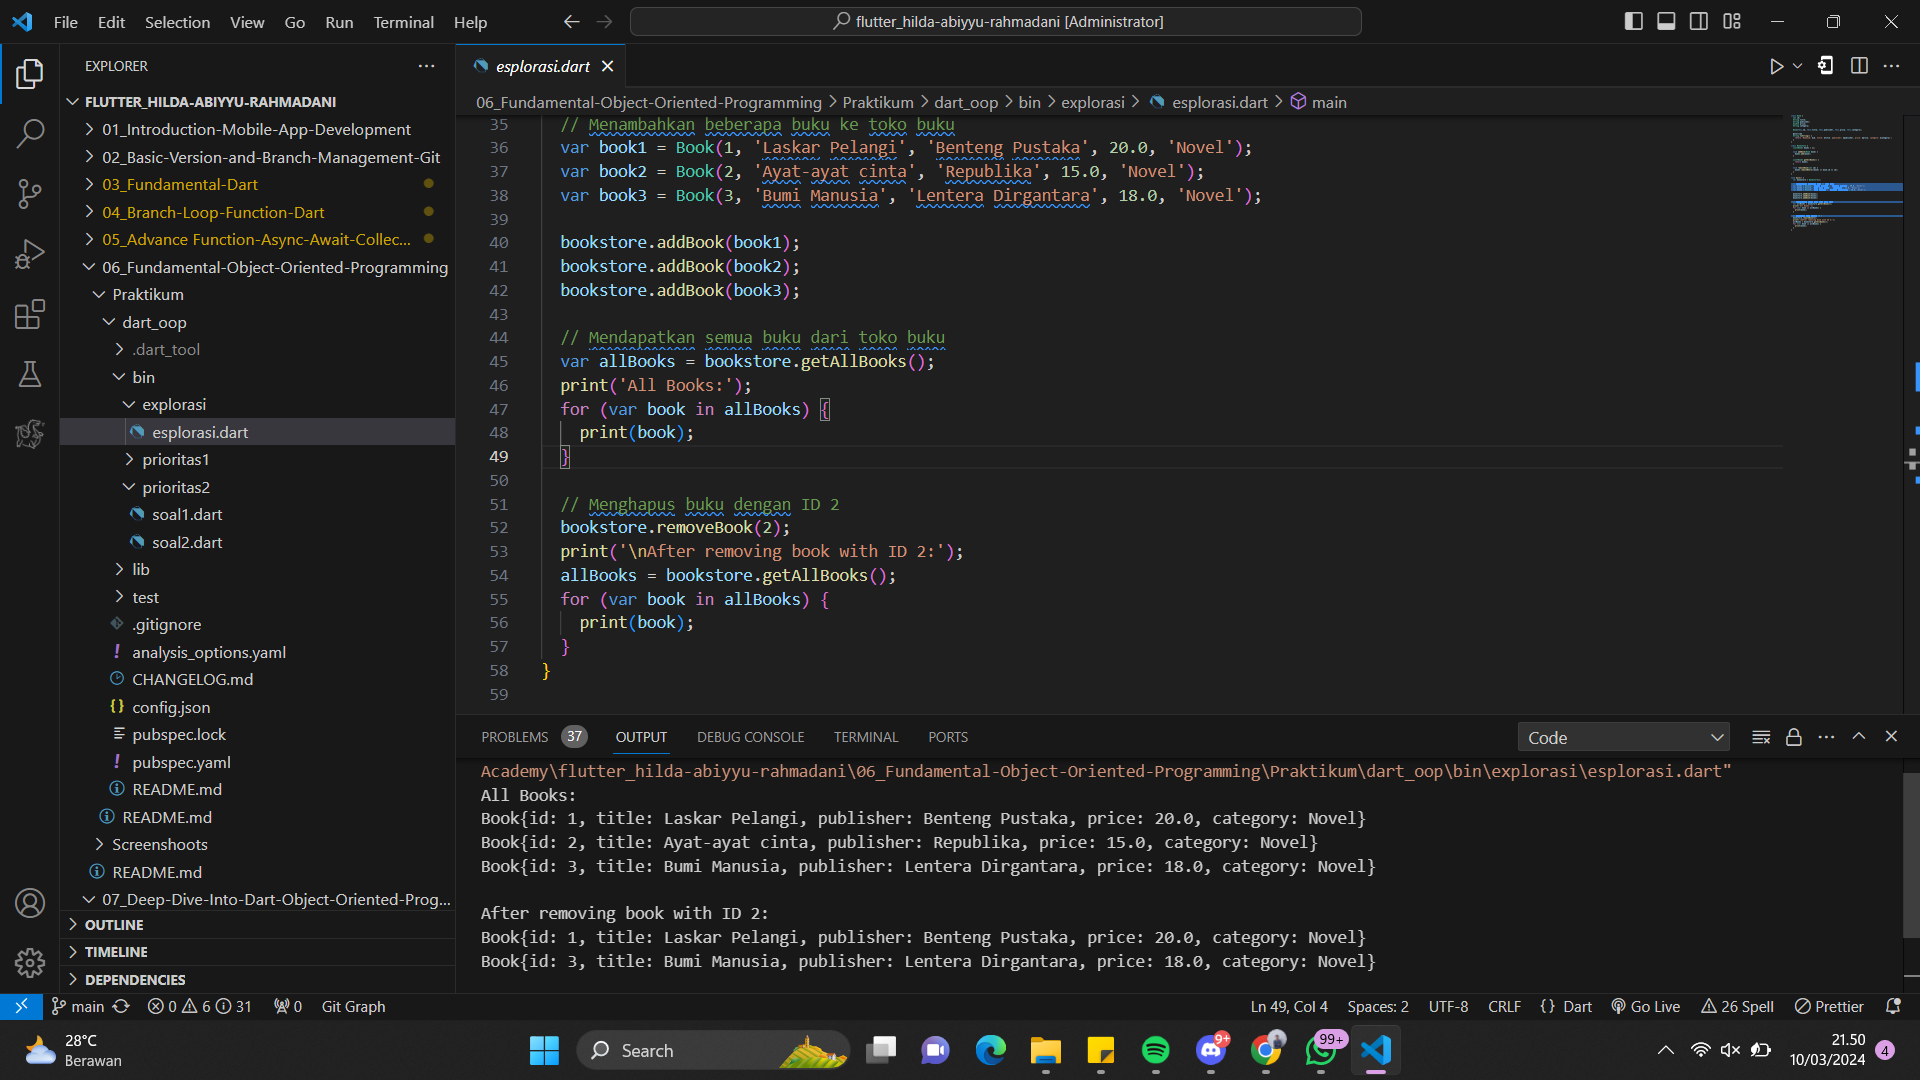 File Edit Selection View Go Run Terminal Help
flutter_hilda-abiyyu-rahmadani [Administrator]
EXPLORER
FLUTTER_HILDA-ABIYYU-RAHMADANI
01_Introduction-Mobile-App-Development
02_Basic-Version-and-Branch-Management-Git
03_Fundamental-Dart
04_Branch-Loop-Function-Dart
05_Advance Function-Async-Await-Collec...
06_Fundamental-Object-Oriented-Programming
Praktikum
dart_oop
.dart_tool
bin
explorasi
esplorasi.dart
prioritas1
prioritas2
soal1.dart
soal2.dart
lib
test
.gitignore
! analysis_options.yaml
CHANGELOG.md
{} config.json
pubspec.lock
! pubspec.yaml
README.md
README.md
Screenshoots
README.md
07_Deep-Dive-Into-Dart-Object-Oriented-Prog...
OUTLINE
TIMELINE
DEPENDENCIES
esplorasi.dart
06_Fundamental-Object-Oriented-Programming > Praktikum > dart_oop > bin > explorasi > esplorasi.dart > main
35 // Menambahkan beberapa buku ke toko buku
36 var book1 = Book(1, 'Laskar Pelangi', 'Benteng Pustaka', 20.0, 'Novel');
37 var book2 = Book(2, 'Ayat-ayat cinta', 'Republika', 15.0, 'Novel');
38 var book3 = Book(3, 'Bumi Manusia', 'Lentera Dirgantara', 18.0, 'Novel');
39
40 bookstore.addBook(book1);
41 bookstore.addBook(book2);
42 bookstore.addBook(book3);
43
44 // Mendapatkan semua buku dari toko buku
45 var allBooks = bookstore.getAllBooks();
46 print('All Books:');
47 for (var book in allBooks) {
48 print(book);
49 }
50
51 // Menghapus buku dengan ID 2
52 bookstore.removeBook(2);
53 print('\nAfter removing book with ID 2:');
54 allBooks = bookstore.getAllBooks();
55 for (var book in allBooks) {
56 print(book);
57 }
58 }
59
PROBLEMS 37 OUTPUT DEBUG CONSOLE TERMINAL PORTS
Code
Academy\flutter_hilda-abiyyu-rahmadani\06_Fundamental-Object-Oriented-Programming\Praktikum\dart_oop\bin\explorasi\esplorasi.dart"
All Books:
Book{id: 1, title: Laskar Pelangi, publisher: Benteng Pustaka, price: 20.0, category: Novel}
Book{id: 2, title: Ayat-ayat cinta, publisher: Republika, price: 15.0, category: Novel}
Book{id: 3, title: Bumi Manusia, publisher: Lentera Dirgantara, price: 18.0, category: Novel}
After removing book with ID 2:
Book{id: 1, title: Laskar Pelangi, publisher: Benteng Pustaka, price: 20.0, category: Novel}
Book{id: 3, title: Bumi Manusia, publisher: Lentera Dirgantara, price: 18.0, category: Novel}
main 0 6 31 0 Git Graph
Ln 49, Col 4 Spaces: 2 UTF-8 CRLF {} Dart Go Live 26 Spell Prettier
28°C
Berawan
Search
9+
99+
21.50
10/03/2024
4